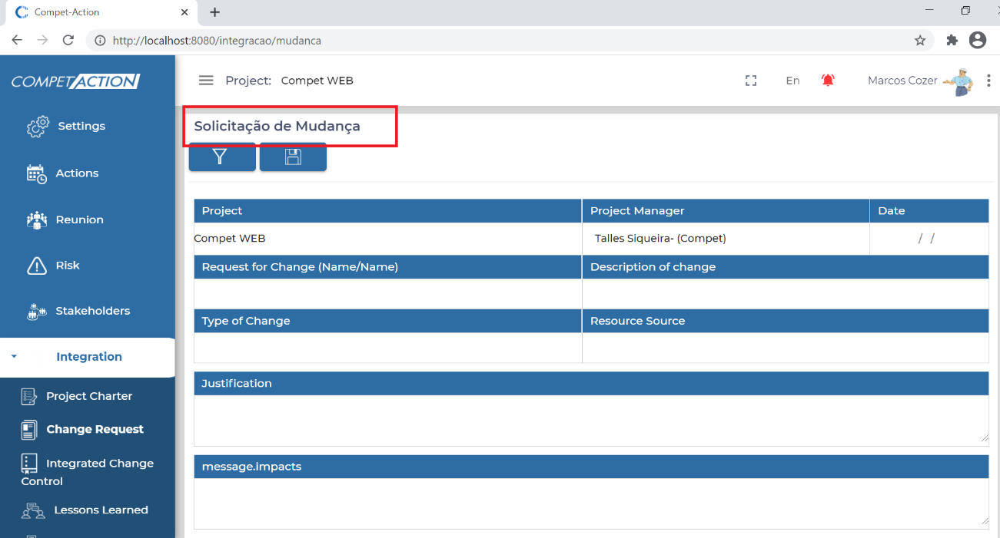 Compet-Action
http://localhost:8080/integracao/mudanca
COMPETACTION
Project: Compet WEB
En
Marcos Cozer
Settings
Actions
Reunion
Risk
Stakeholders
Integration
Project Charter
Change Request
Integrated Change
Control
Lessons Learned
Solicitação de Mudança
Project Project Manager Date
Compet WEB Talles Siqueira- (Compet) / /
Request for Change (Name/Name) Description of change
Type of Change Resource Source
Justification
message.impacts